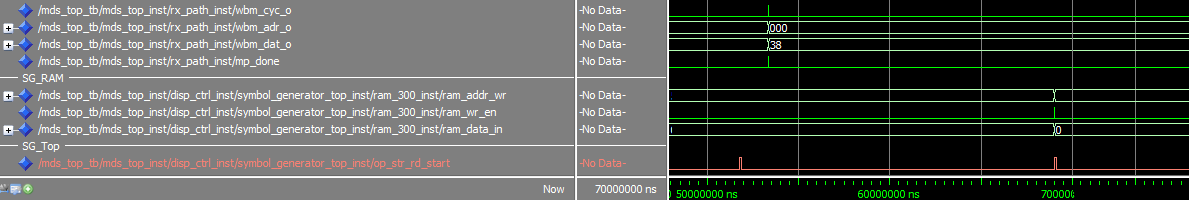 /mds_top_tb/mds_top_inst/rx_path_inst/wbm_cyc_o -No Data-
/mds_top_tb/mds_top_inst/rx_path_inst/wbm_adr_o -No Data- 000
/mds_top_tb/mds_top_inst/rx_path_inst/wbm_dat_o -No Data- 38
/mds_top_tb/mds_top_inst/rx_path_inst/mp_done -No Data-
SG_RAM
/mds_top_tb/mds_top_inst/disp_ctrl_inst/symbol_generator_top_inst/ram_300_inst/ram_addr_wr -No Data-
/mds_top_tb/mds_top_inst/disp_ctrl_inst/symbol_generator_top_inst/ram_300_inst/ram_wr_en -No Data-
/mds_top_tb/mds_top_inst/disp_ctrl_inst/symbol_generator_top_inst/ram_300_inst/ram_data_in -No Data- 0
SG_Top
/mds_top_tb/mds_top_inst/disp_ctrl_inst/symbol_generator_top_inst/op_str_rd_start -No Data-
Now 70000000 ns 50000000 ns 60000000 ns